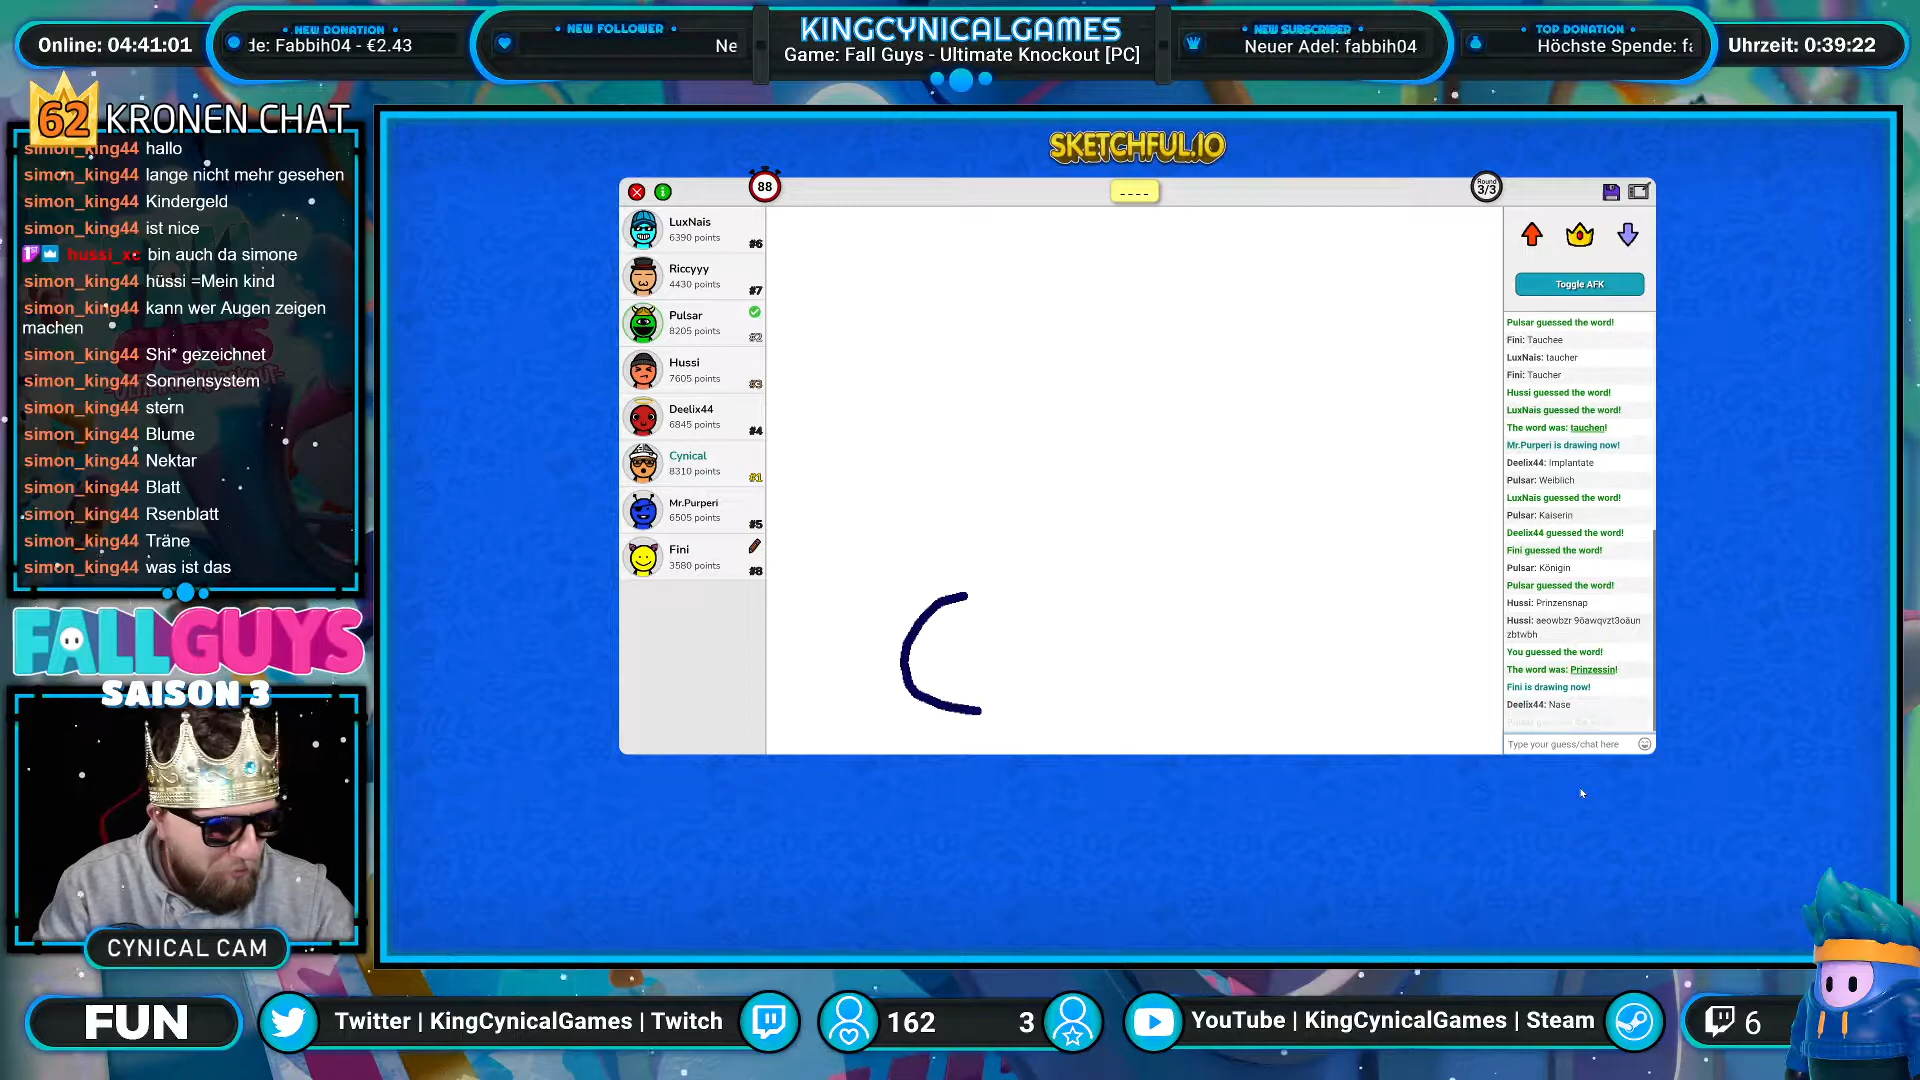 Online: 04:41:01
NEW DONATION
de: Fabbih04 - €2.43
NEW FOLLOWER
Ne
KINGCYNICALGAMES
Game: Fall Guys - Ultimate Knockout [PC]
NEW SUBSCRIBER
Neuer Adel: fabbih04
TOP DONATION
Höchste Spende: fa
Uhrzeit: 0:39:22
62 KRONEN CHAT
simon_king44 hallo
simon_king44 lange nicht mehr gesehen
simon_king44 Kindergeld
simon_king44 ist nice
hussi_xc bin auch da simone
simon_king44 hüssi =Mein kind
simon_king44 kann wer Augen zeigen
machen
simon_king44 Shi* gezeichnet
simon_king44 Sonnensystem
simon_king44 stern
simon_king44 Blume
simon_king44 Nektar
simon_king44 Blatt
simon_king44 Rsenblatt
simon_king44 Träne
simon_king44 was ist das
FALL GUYS
SAISON 3
CYNICAL CAM
SKETCHFUL.IO
88
_ _ _ _
Round
3/3
LuxNais
6390 points
#6
Riccyyy
4430 points
#7
Pulsar
8205 points
#2
Hussi
7605 points
#3
Deelix44
6845 points
#4
Cynical
8310 points
#1
Mr.Purperi
6505 points
#5
Fini
3580 points
#8
Toggle AFK
Pulsar guessed the word!
Fini: Tauchee
LuxNais: taucher
Fini: Taucher
Hussi guessed the word!
LuxNais guessed the word!
The word was: tauchen!
Mr.Purperi is drawing now!
Deelix44: Implantate
Pulsar: Weiblich
LuxNais guessed the word!
Pulsar: Kaiserin
Deelix44 guessed the word!
Fini guessed the word!
Pulsar: Königin
Pulsar guessed the word!
Hussi: Prinzensnap
Hussi: aeowbzr 9öawqvzt3oäun
zbtwbh
You guessed the word!
The word was: Prinzessin!
Fini is drawing now!
Deelix44: Nase
Pulsar guessed the word!
Type your guess/chat here
FUN
Twitter | KingCynicalGames | Twitch
162
3
YouTube | KingCynicalGames | Steam
6